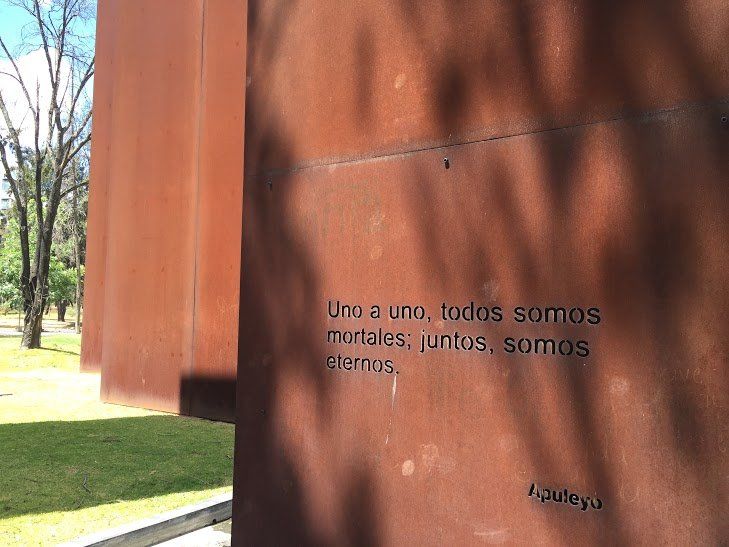 Uno a uno, todos somos
mortales; juntos, somos
eternos.
Apuleyo